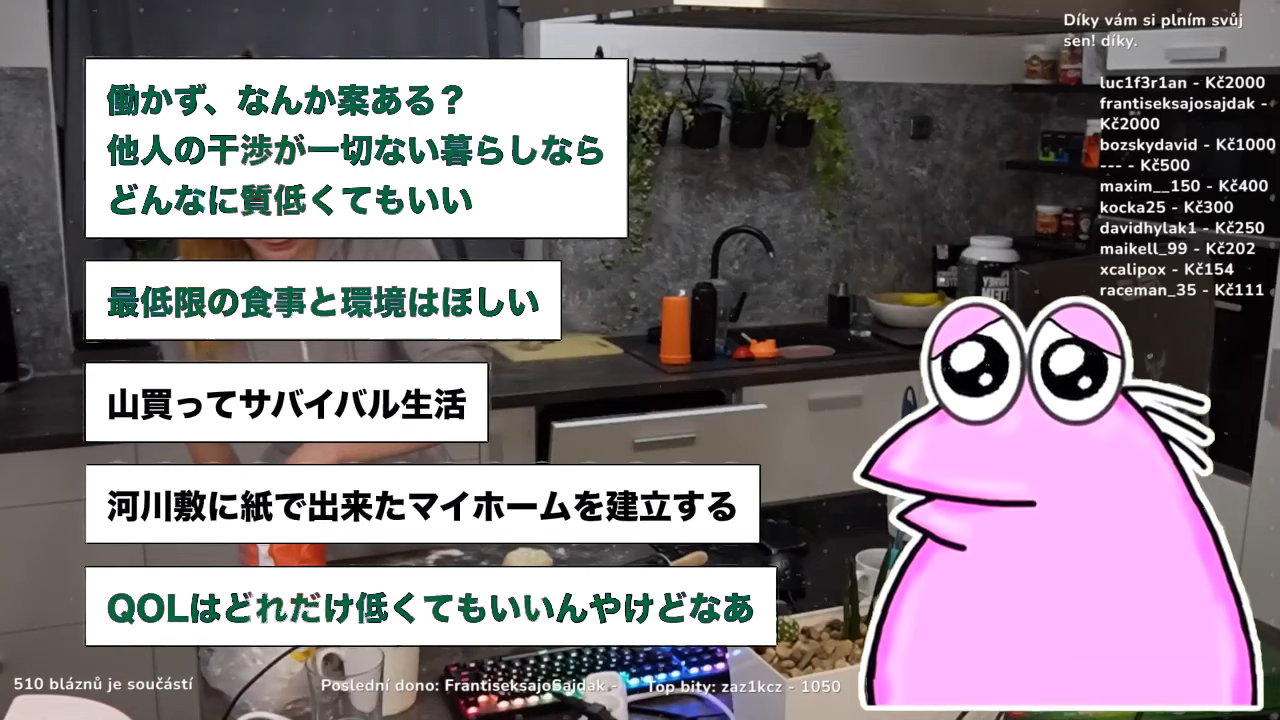 Díky vám si plním svůj
sen! díky.
luc1f3r1an - Kč2000
frantiseksajosajdak -
Kč2000
bozskydavid - Kč1000
--- - Kč500
maxim__150 - Kč400
kocka25 - Kč300
davidhylak1 - Kč250
maikell_99 - Kč202
xcalipox - Kč154
raceman_35 - Kč111
働かず、なんか案ある？
他人の干渉が一切ない暮らしなら
どんなに質低くてもいい
最低限の食事と環境はほしい
山買ってサバイバル生活
河川敷に紙で出来たマイホームを建立する
QOLはどれだけ低くてもいいんやけどなあ
510 bláznů je součástí
Poslední dono: FrantiseksajoSajdak -
Top bity: zaz1kcz - 1050